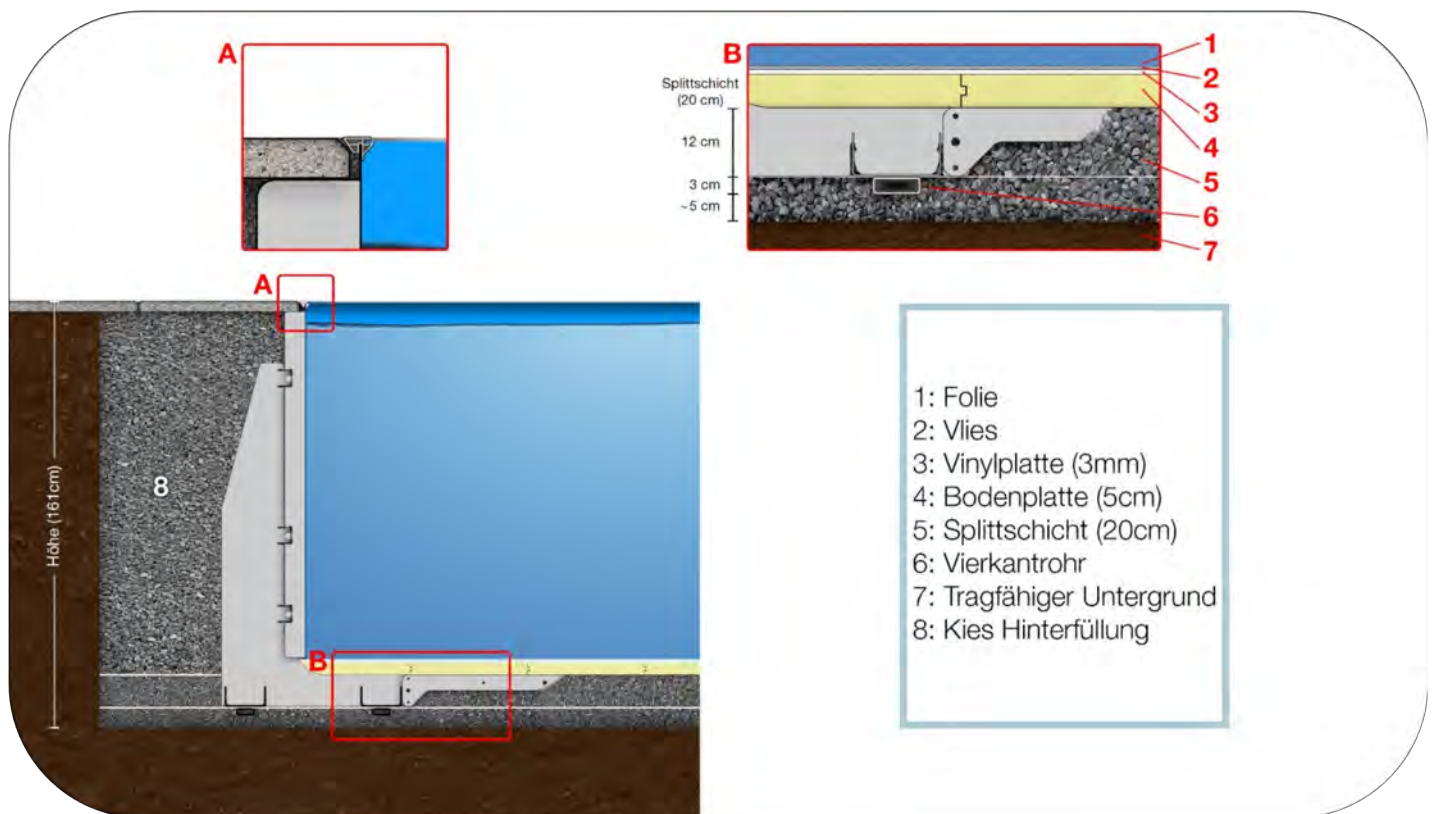 A
B
Splittschicht
(20 cm)
12 cm
3 cm
~5 cm
1
2
3
4
5
6
7
A
Höhe (161cm)
8
B
1: Folie
2: Vlies
3: Vinylplatte (3mm)
4: Bodenplatte (5cm)
5: Splittschicht (20cm)
6: Vierkantrohr
7: Tragfähiger Untergrund
8: Kies Hinterfüllung